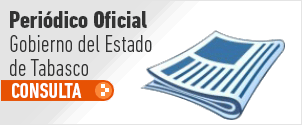 Periódico Oficial
Gobierno del Estado
de Tabasco
CONSULTA